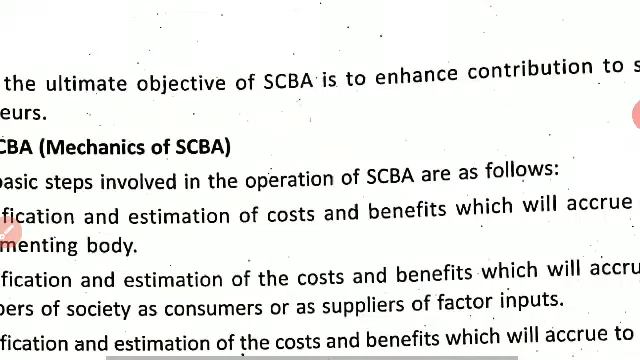 the ultimate objective of SCBA is to enhance contribution to s
eurs.
CBA (Mechanics of SCBA)
basic steps involved in the operation of SCBA are as follows:
fication and estimation of costs and benefits which will accrue
menting body.
fication and estimation of the costs and benefits which will accru
bers of society as consumers or as suppliers of factor inputs.
fication and estimation of the costs and benefits which will accrue to